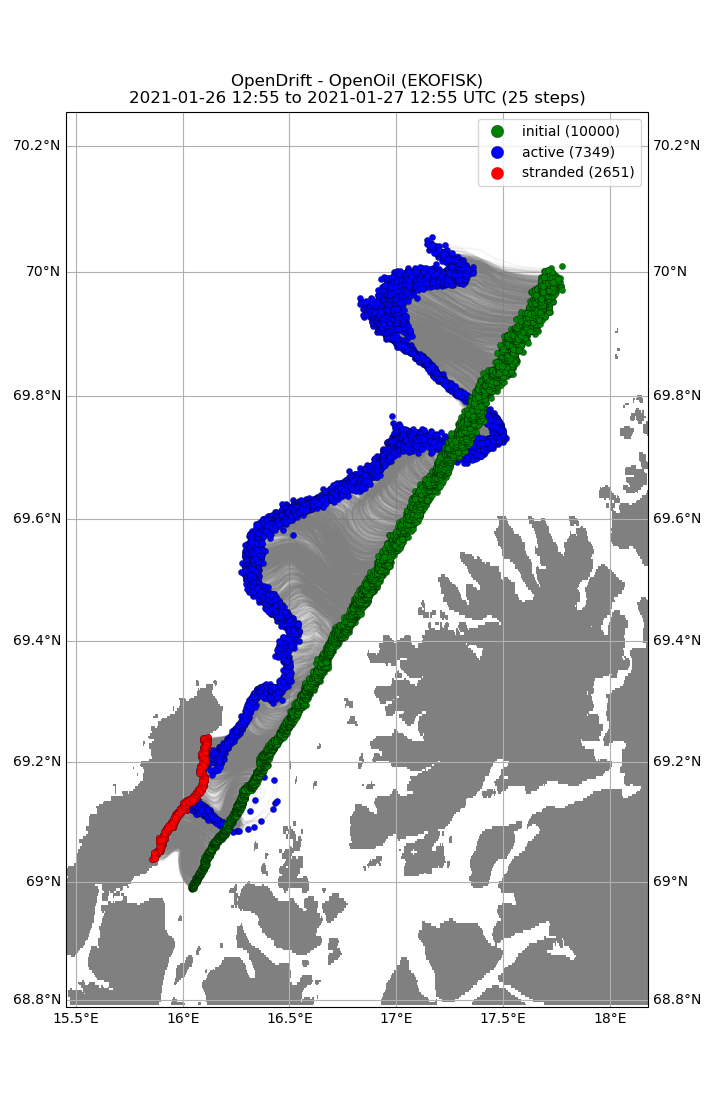 OpenDrift - OpenOil (EKOFISK)
2021-01-26 12:55 to 2021-01-27 12:55 UTC (25 steps)
initial (10000)
active (7349)
stranded (2651)
70.2°N 70.2°N
70°N 70°N
69.8°N 69.8°N
69.6°N 69.6°N
69.4°N 69.4°N
69.2°N 69.2°N
69°N 69°N
68.8°N 68.8°N
15.5°E 16°E 16.5°E 17°E 17.5°E 18°E